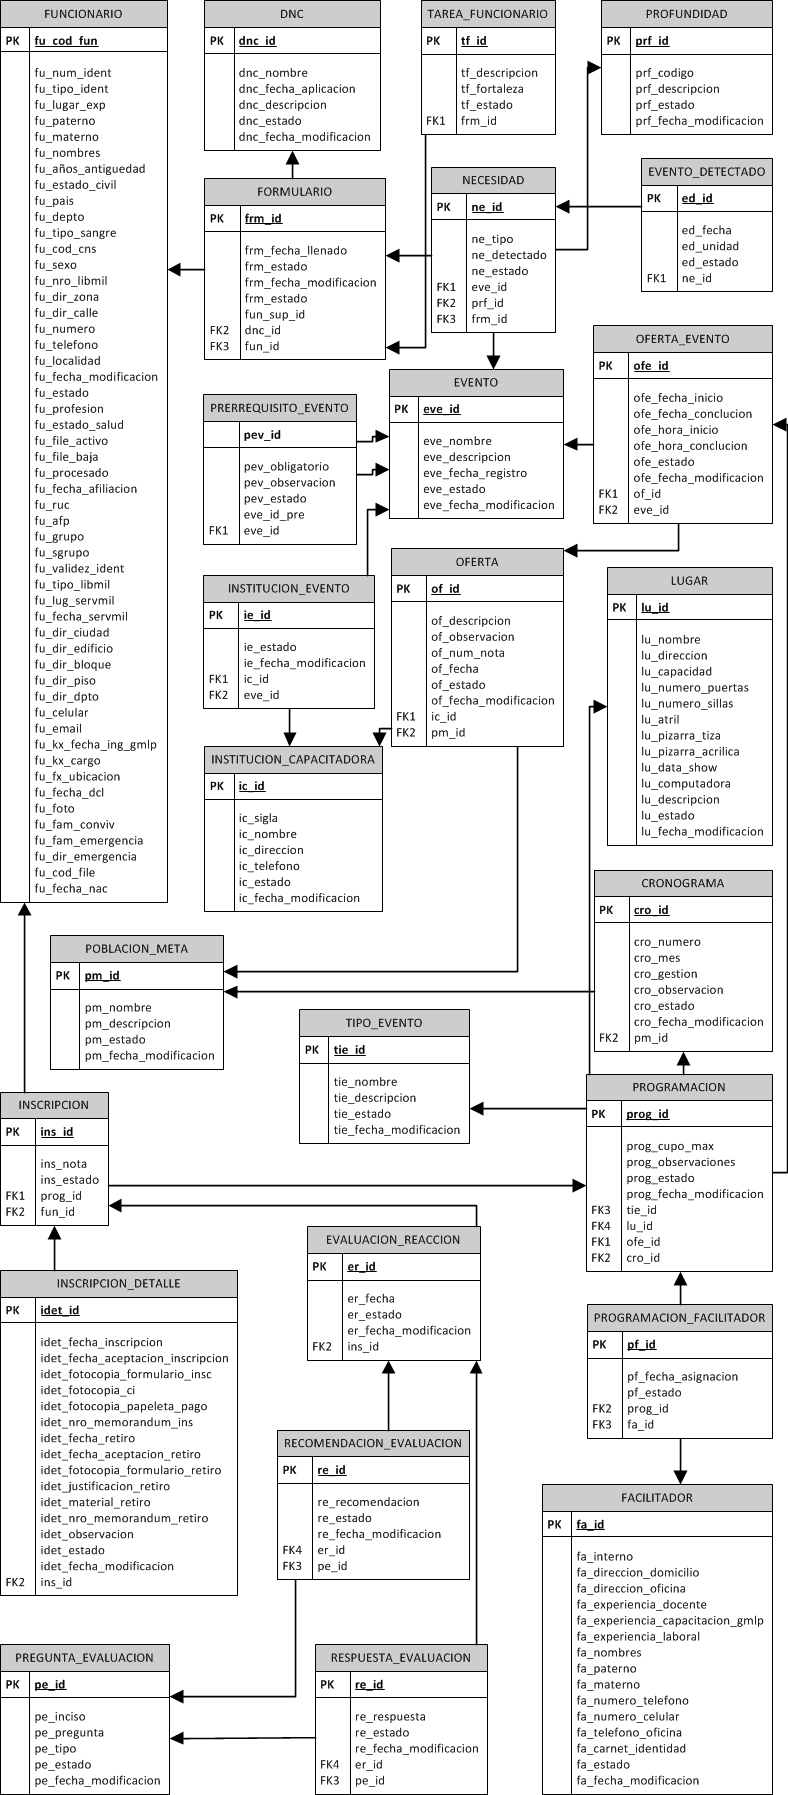 FUNCIONARIO
PK fu_cod_fun
fu_num_ident
fu_tipo_ident
fu_lugar_exp
fu_paterno
fu_materno
fu_nombres
fu_años_antiguedad
fu_estado_civil
fu_pais
fu_depto
fu_tipo_sangre
fu_cod_cns
fu_sexo
fu_nro_libmil
fu_dir_zona
fu_dir_calle
fu_numero
fu_telefono
fu_localidad
fu_fecha_modificacion
fu_estado
fu_profesion
fu_estado_salud
fu_file_activo
fu_file_baja
fu_procesado
fu_fecha_afiliacion
fu_ruc
fu_afp
fu_grupo
fu_sgrupo
fu_validez_ident
fu_tipo_libmil
fu_lug_servmil
fu_fecha_servmil
fu_dir_ciudad
fu_dir_edificio
fu_dir_bloque
fu_dir_piso
fu_dir_dpto
fu_celular
fu_email
fu_kx_fecha_ing_gmlp
fu_kx_cargo
fu_fx_ubicacion
fu_fecha_dcl
fu_foto
fu_fam_conviv
fu_fam_emergencia
fu_dir_emergencia
fu_cod_file
fu_fecha_nac
DNC
PK dnc_id
dnc_nombre
dnc_fecha_aplicacion
dnc_descripcion
dnc_estado
dnc_fecha_modificacion
TAREA_FUNCIONARIO
PK tf_id
tf_descripcion
tf_fortaleza
tf_estado
FK1 frm_id
PROFUNDIDAD
PK prf_id
prf_codigo
prf_descripcion
prf_estado
prf_fecha_modificacion
FORMULARIO
PK frm_id
frm_fecha_llenado
frm_estado
frm_fecha_modificacion
frm_estado
fun_sup_id
FK2 dnc_id
FK3 fun_id
NECESIDAD
PK ne_id
ne_tipo
ne_detectado
ne_estado
FK1 eve_id
FK2 prf_id
FK3 frm_id
EVENTO_DETECTADO
PK ed_id
ed_fecha
ed_unidad
ed_estado
FK1 ne_id
OFERTA_EVENTO
PK ofe_id
ofe_fecha_inicio
ofe_fecha_conclucion
ofe_hora_inicio
ofe_hora_conclucion
ofe_estado
ofe_fecha_modificacion
FK1 of_id
FK2 eve_id
PRERREQUISITO_EVENTO
pev_id
pev_obligatorio
pev_observacion
pev_estado
eve_id_pre
FK1 eve_id
EVENTO
PK eve_id
eve_nombre
eve_descripcion
eve_fecha_registro
eve_estado
eve_fecha_modificacion
INSTITUCION_EVENTO
PK ie_id
ie_estado
ie_fecha_modificacion
FK1 ic_id
FK2 eve_id
OFERTA
PK of_id
of_descripcion
of_observacion
of_num_nota
of_fecha
of_estado
of_fecha_modificacion
FK1 ic_id
FK2 pm_id
LUGAR
PK lu_id
lu_nombre
lu_direccion
lu_capacidad
lu_numero_puertas
lu_numero_sillas
lu_atril
lu_pizarra_tiza
lu_pizarra_acrilica
lu_data_show
lu_computadora
lu_descripcion
lu_estado
lu_fecha_modificacion
INSTITUCION_CAPACITADORA
PK ic_id
ic_sigla
ic_nombre
ic_direccion
ic_telefono
ic_estado
ic_fecha_modificacion
CRONOGRAMA
PK cro_id
cro_numero
cro_mes
cro_gestion
cro_observacion
cro_estado
cro_fecha_modificacion
FK2 pm_id
POBLACION_META
PK pm_id
pm_nombre
pm_descripcion
pm_estado
pm_fecha_modificacion
TIPO_EVENTO
PK tie_id
tie_nombre
tie_descripcion
tie_estado
tie_fecha_modificacion
PROGRAMACION
PK prog_id
prog_cupo_max
prog_observaciones
prog_estado
prog_fecha_modificacion
FK3 tie_id
FK4 lu_id
FK1 ofe_id
FK2 cro_id
INSCRIPCION
PK ins_id
ins_nota
ins_estado
FK1 prog_id
FK2 fun_id
EVALUACION_REACCION
PK er_id
er_fecha
er_estado
er_fecha_modificacion
FK2 ins_id
INSCRIPCION_DETALLE
PK idet_id
idet_fecha_inscripcion
idet_fecha_aceptacion_inscripcion
idet_fotocopia_formulario_insc
idet_fotocopia_ci
idet_fotocopia_papeleta_pago
idet_nro_memorandum_ins
idet_fecha_retiro
idet_fecha_aceptacion_retiro
idet_fotocopia_formulario_retiro
idet_justificacion_retiro
idet_material_retiro
idet_nro_memorandum_retiro
idet_observacion
idet_estado
idet_fecha_modificacion
FK2 ins_id
PROGRAMACION_FACILITADOR
PK pf_id
pf_fecha_asignacion
pf_estado
FK2 prog_id
FK3 fa_id
RECOMENDACION_EVALUACION
PK re_id
re_recomendacion
re_estado
re_fecha_modificacion
FK4 er_id
FK3 pe_id
FACILITADOR
PK fa_id
fa_interno
fa_direccion_domicilio
fa_direccion_oficina
fa_experiencia_docente
fa_experiencia_capacitacion_gmlp
fa_experiencia_laboral
fa_nombres
fa_paterno
fa_materno
fa_numero_telefono
fa_numero_celular
fa_telefono_oficina
fa_carnet_identidad
fa_estado
fa_fecha_modificacion
PREGUNTA_EVALUACION
PK pe_id
pe_inciso
pe_pregunta
pe_tipo
pe_estado
pe_fecha_modificacion
RESPUESTA_EVALUACION
PK re_id
re_respuesta
re_estado
re_fecha_modificacion
FK4 er_id
FK3 pe_id